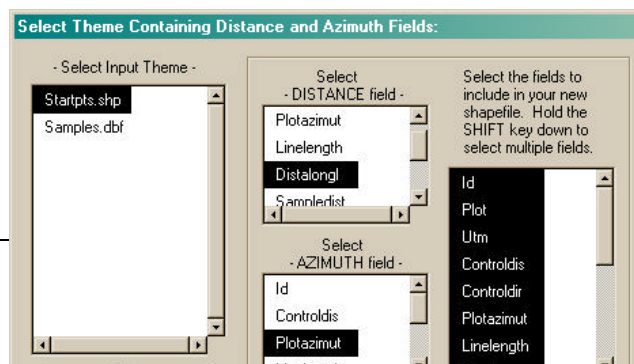 Select Theme Containing Distance and Azimuth Fields:
- Select Input Theme -
Startpts.shp
Samples.dbf
Select
- DISTANCE field -
Plotazimut
Linelength
Distalongl
Sampledist
Select
- AZIMUTH field -
Id
Controldis
Plotazimut
Select the fields to
include in your new
shapefile. Hold the
SHIFT key down to
select multiple fields.
Id
Plot
Utm
Controldis
Controldir
Plotazimut
Linelength